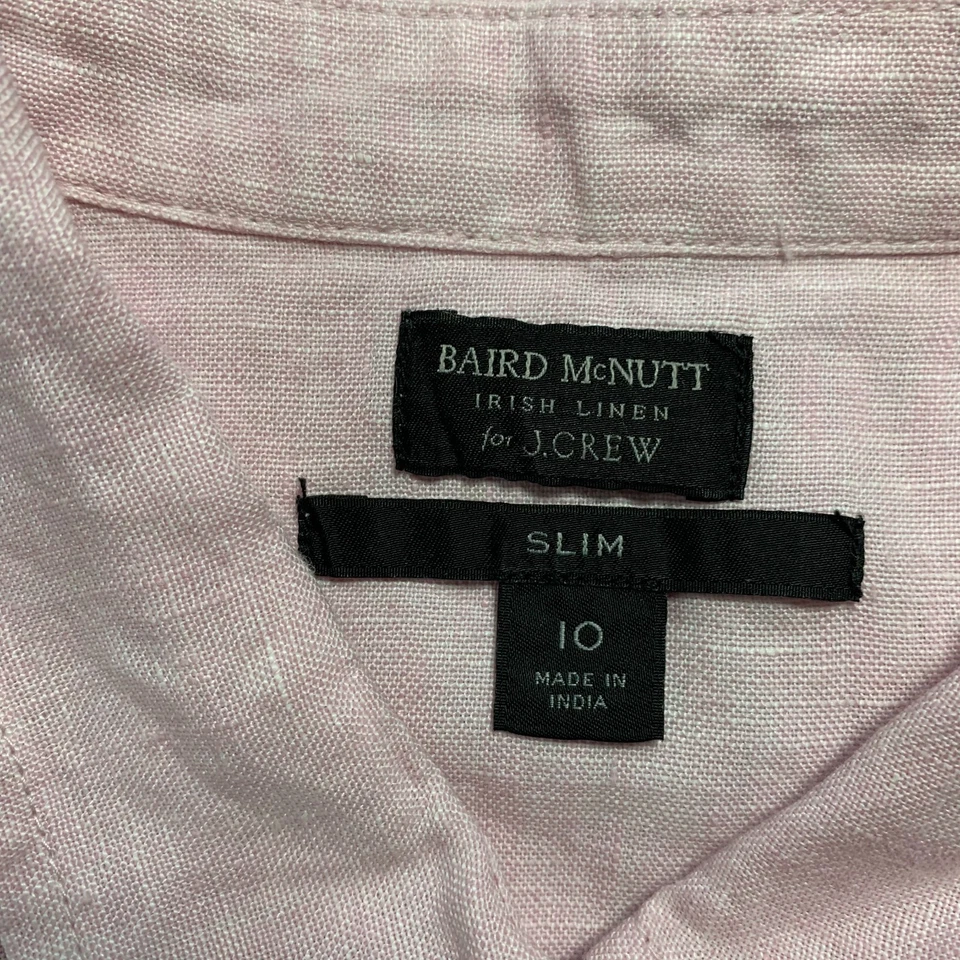 BAIRD McNUTT
IRISH LINEN
for J.CREW
SLIM
10
MADE IN
INDIA